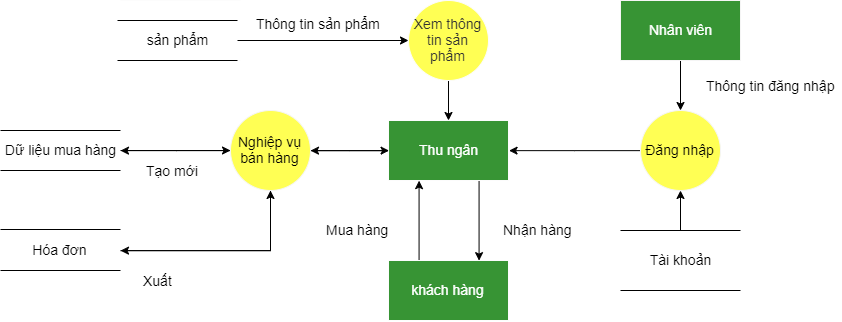 Thông tin sản phẩm
Xem thông
tin sản
phẩm
Nhân viên
sản phẩm
Thông tin đăng nhập
Dữ liệu mua hàng
Nghiệp vụ
bán hàng
Thu ngân
Đăng nhập
Tạo mới
Mua hàng
Nhận hàng
Hóa đơn
Tài khoản
Xuất
khách hàng